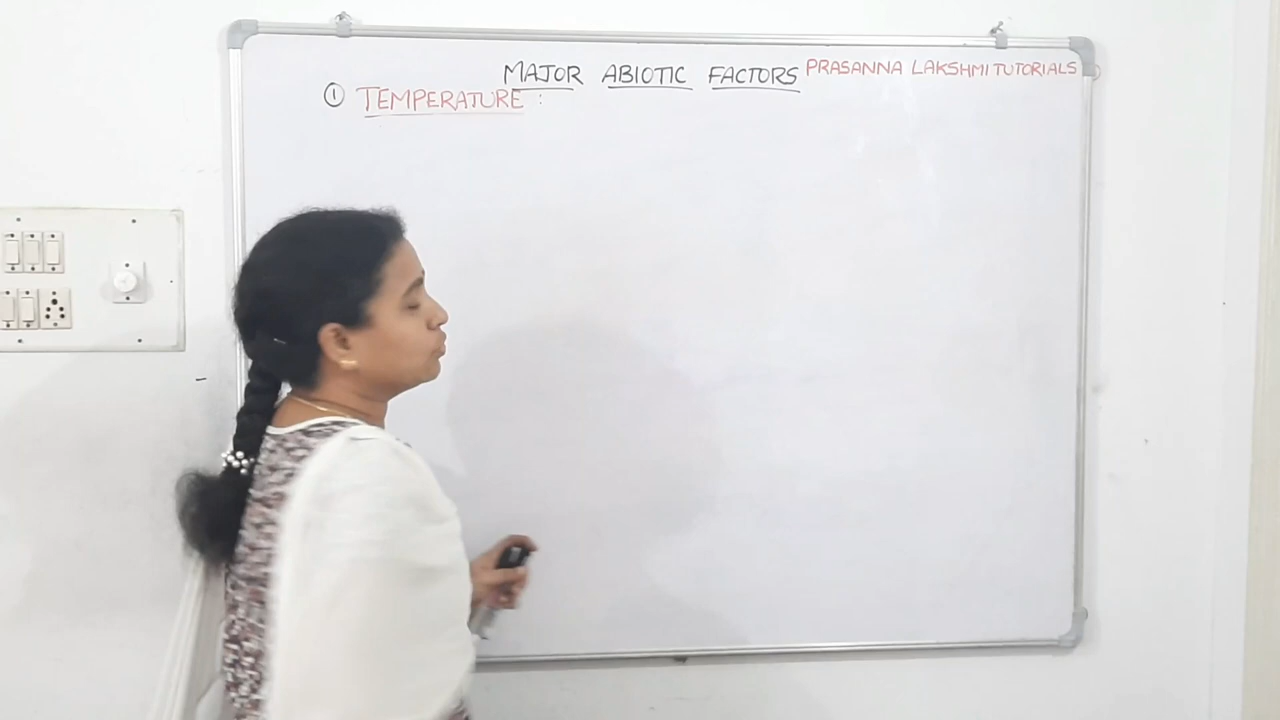 MAJOR ABIOTIC FACTORS PRASANNA LAKSHMI TUTORIALS
① TEMPERATURE :